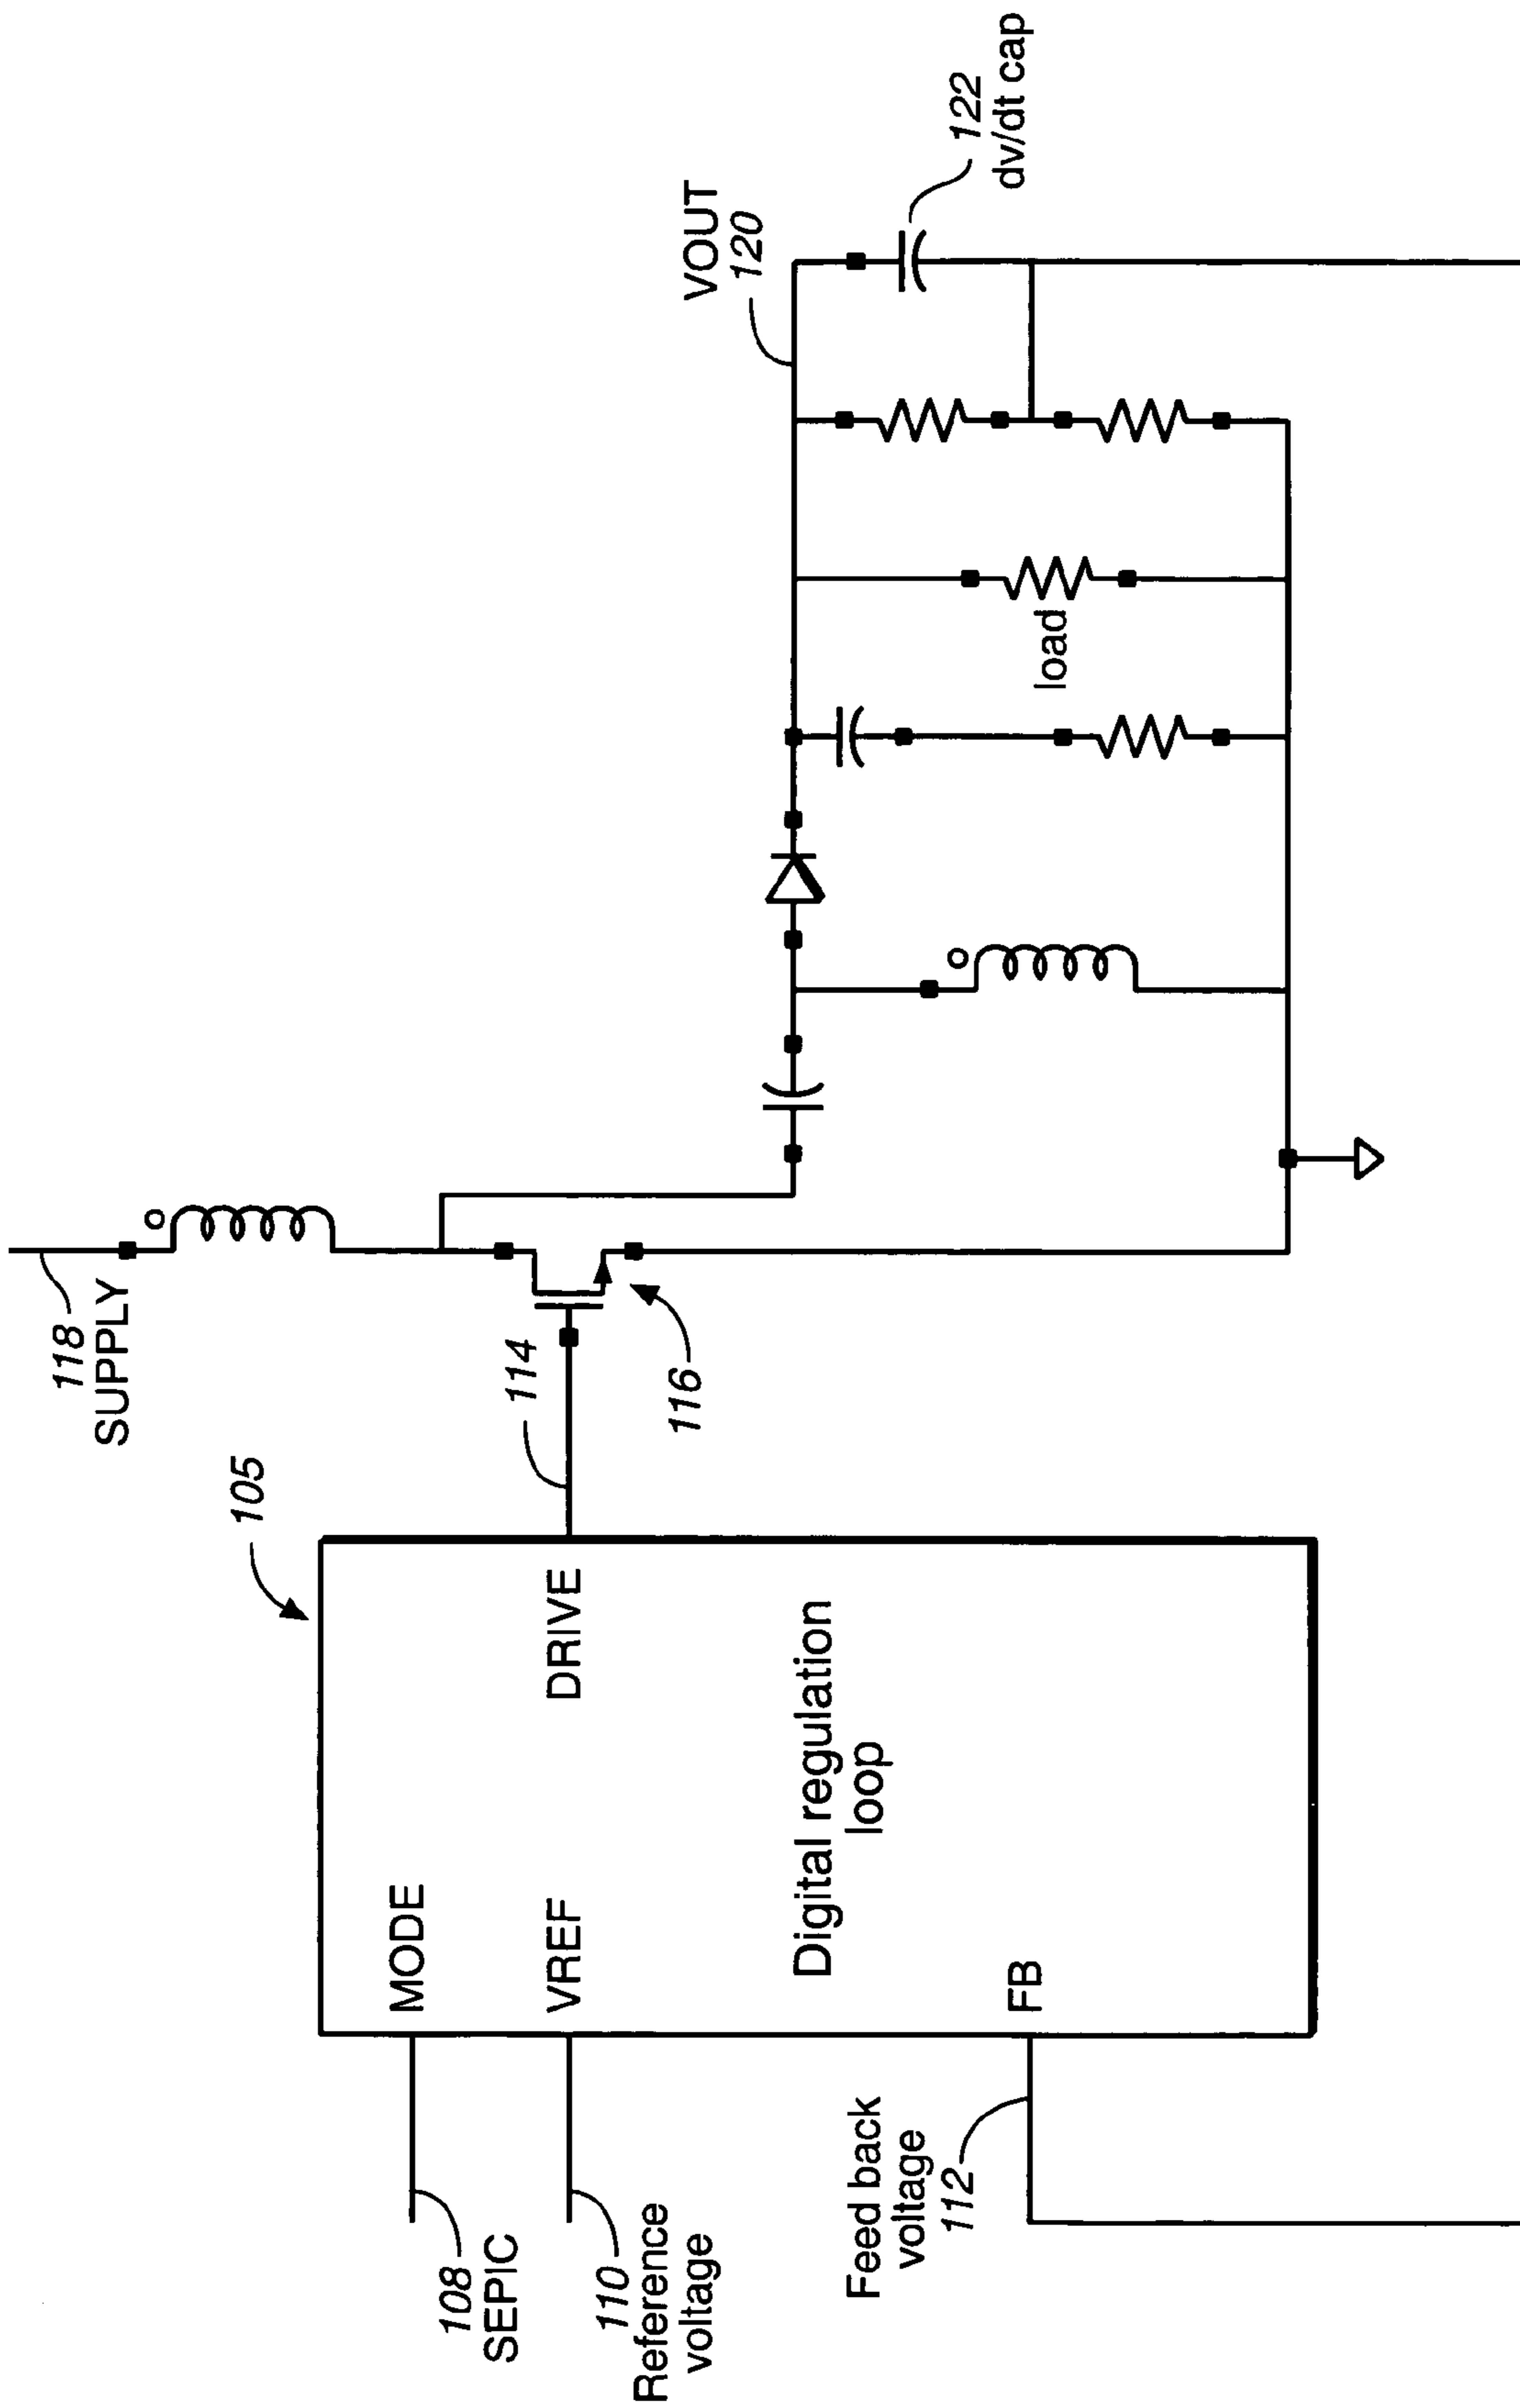 118
SUPPLY
VOUT
120
122
dv/dt cap
105
114
116
load
MODE
VREF
DRIVE
Digital regulation
loop
FB
108
SEPIC
110
Reference
voltage
Feed back
voltage
112